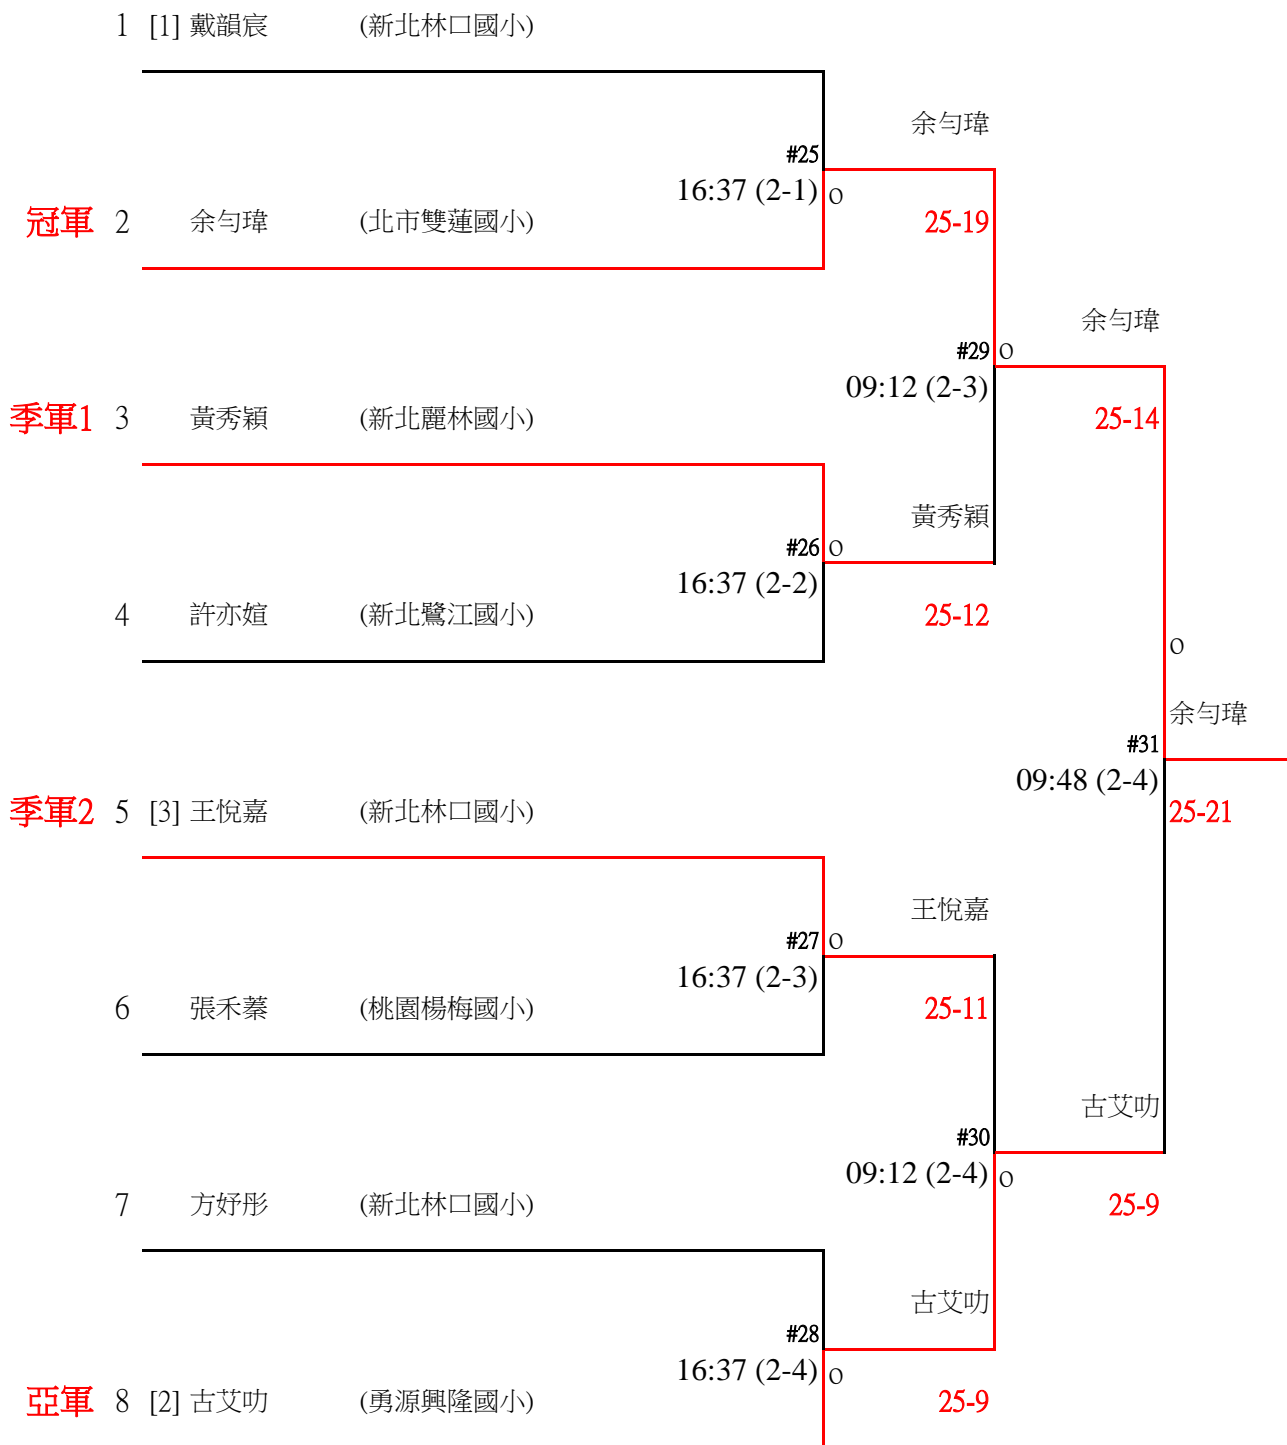 1 [1] 戴韻宸 (新北林口國小)
余勻瑋
#25
16:37 (2-1) O
冠軍 2 余勻瑋 (北市雙蓮國小) 25-19
余勻瑋
#29 O
09:12 (2-3)
季軍1 3 黃秀穎 (新北麗林國小) 25-14
黃秀穎
#26 O
16:37 (2-2)
4 許亦媗 (新北鷺江國小) 25-12
O
余勻瑋
#31
09:48 (2-4)
季軍2 5 [3] 王悅嘉 (新北林口國小) 25-21
王悅嘉
#27 O
16:37 (2-3)
6 張禾蓁 (桃園楊梅國小) 25-11
古艾叻
#30
09:12 (2-4) O
7 方妤彤 (新北林口國小) 25-9
古艾叻
#28
16:37 (2-4) O
亞軍 8 [2] 古艾叻 (勇源興隆國小) 25-9